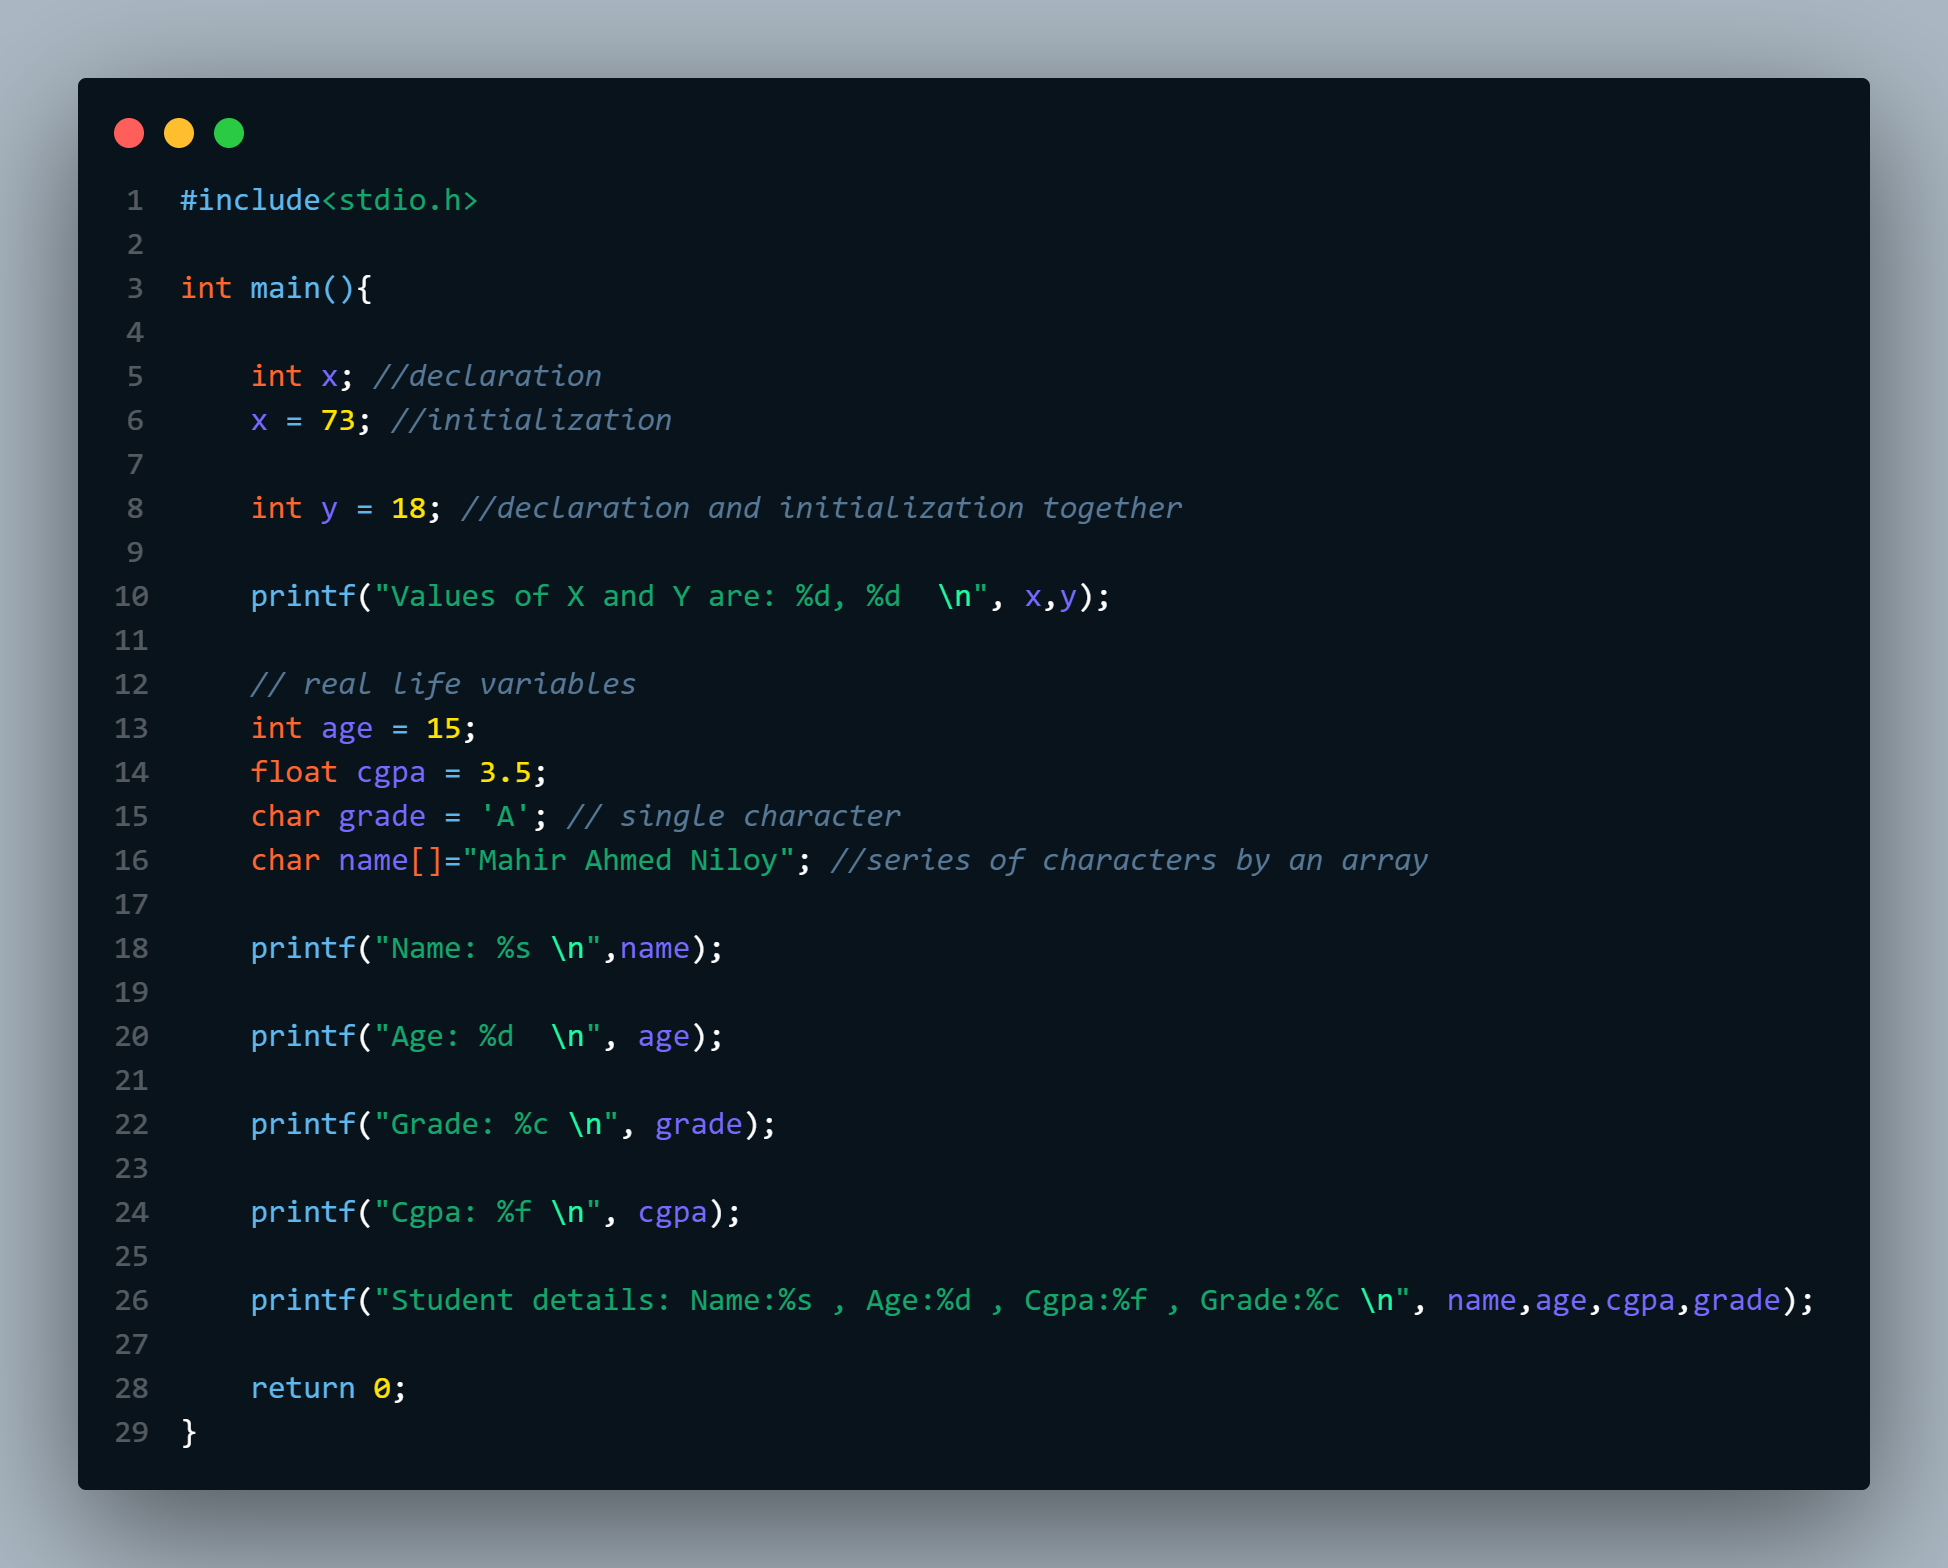 1 #include<stdio.h>
2
3 int main(){
4
5     int x; //declaration
6     x = 73; //initialization
7
8     int y = 18; //declaration and initialization together
9
10     printf("Values of X and Y are: %d, %d  \n", x,y);
11
12     // real life variables
13     int age = 15;
14     float cgpa = 3.5;
15     char grade = 'A'; // single character
16     char name[]="Mahir Ahmed Niloy"; //series of characters by an array
17
18     printf("Name: %s \n",name);
19
20     printf("Age: %d  \n", age);
21
22     printf("Grade: %c \n", grade);
23
24     printf("Cgpa: %f \n", cgpa);
25
26     printf("Student details: Name:%s , Age:%d , Cgpa:%f , Grade:%c \n", name,age,cgpa,grade);
27
28     return 0;
29 }